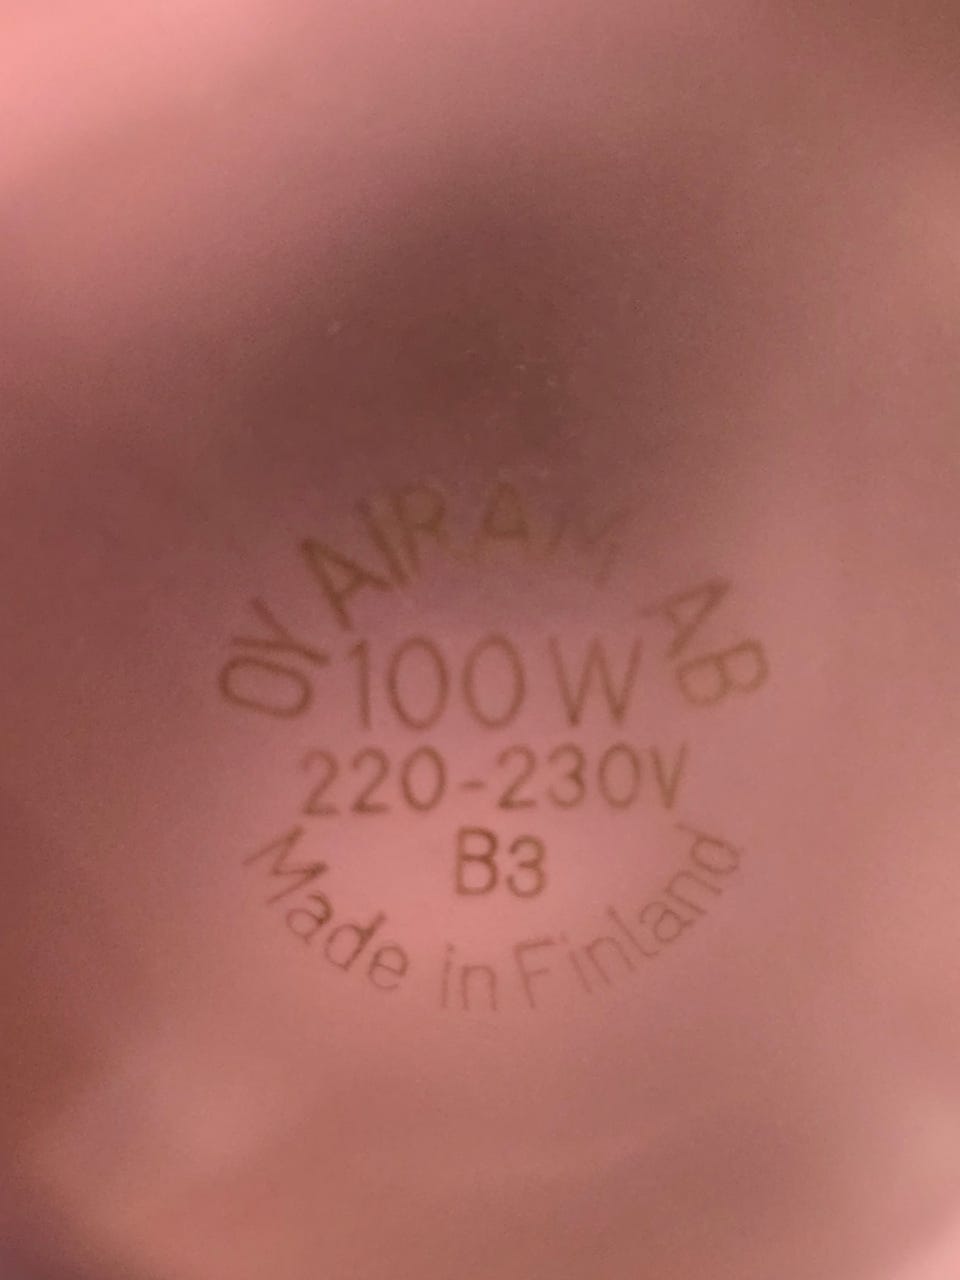 OY AIRAM AB
100 W
220-230V
B3
Made in Finland